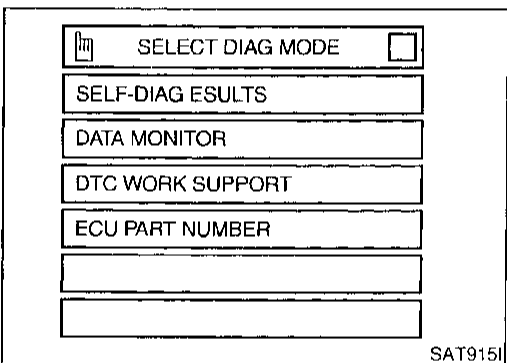 SELECT DIAG MODE
SELF-DIAG ESULTS
DATA MONITOR
DTC WORK SUPPORT
ECU PART NUMBER
SAT915I